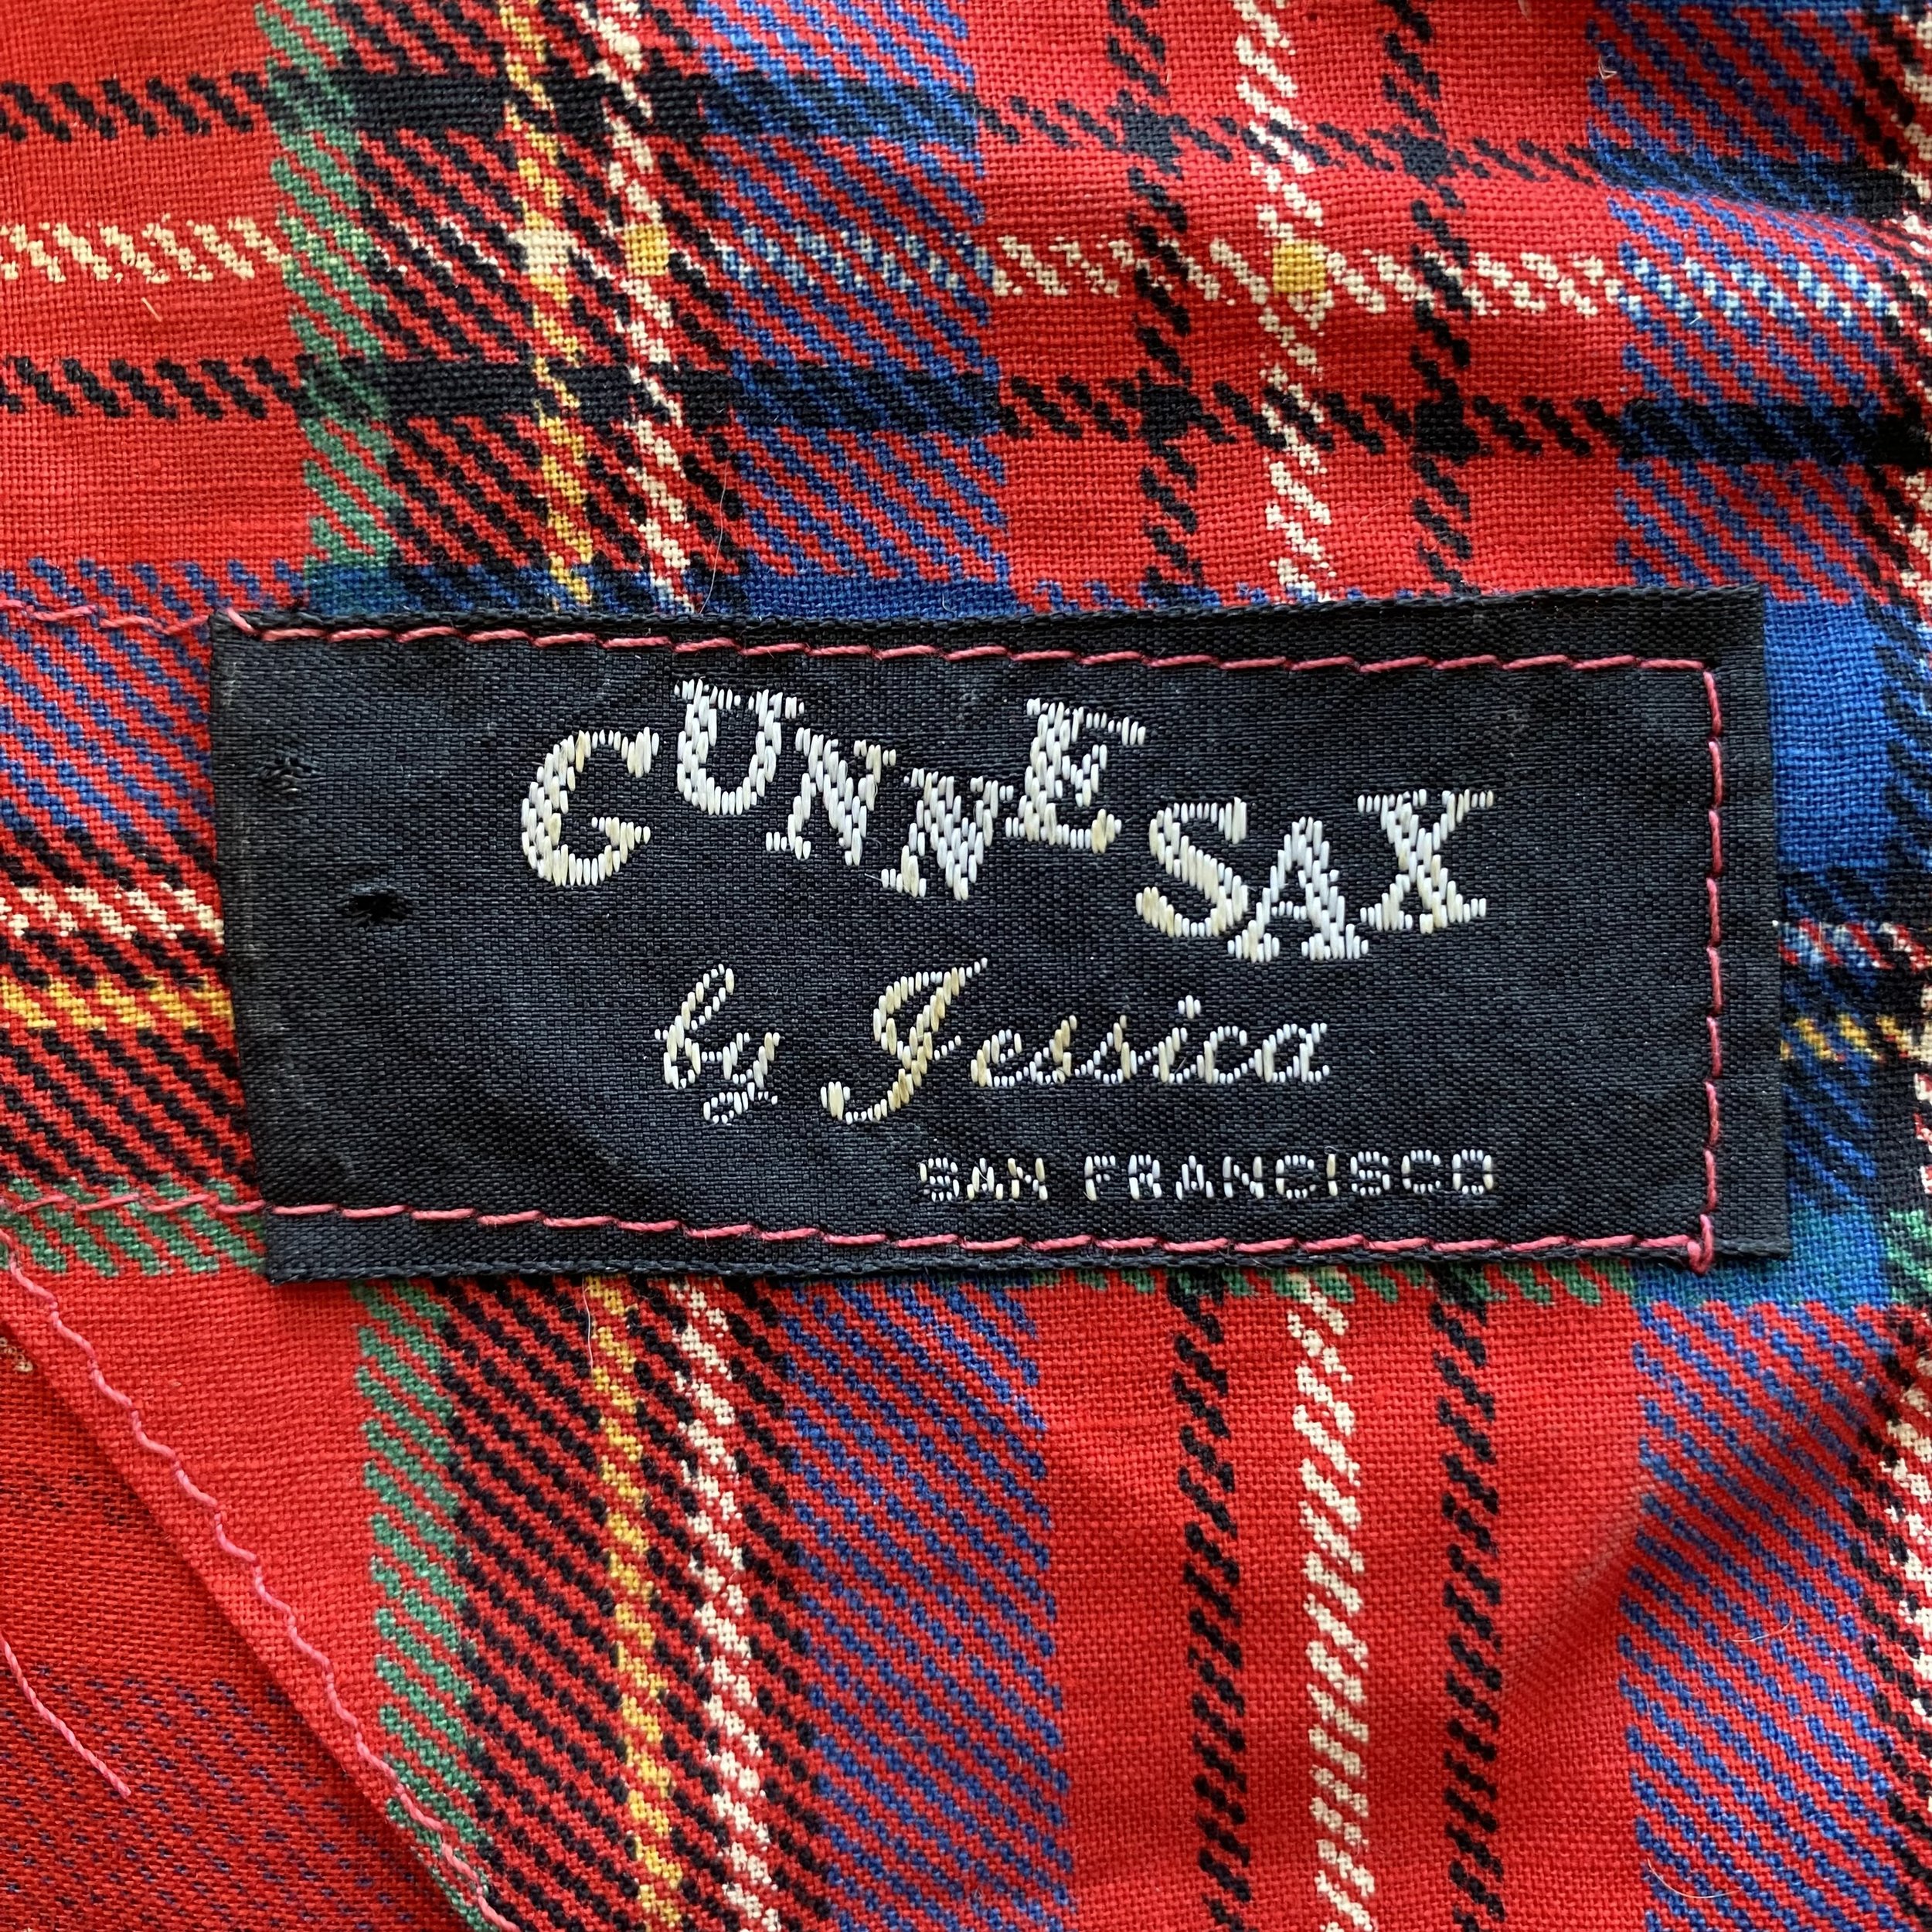 GUNNE SAX
by Jessica
SAN FRANCISCO